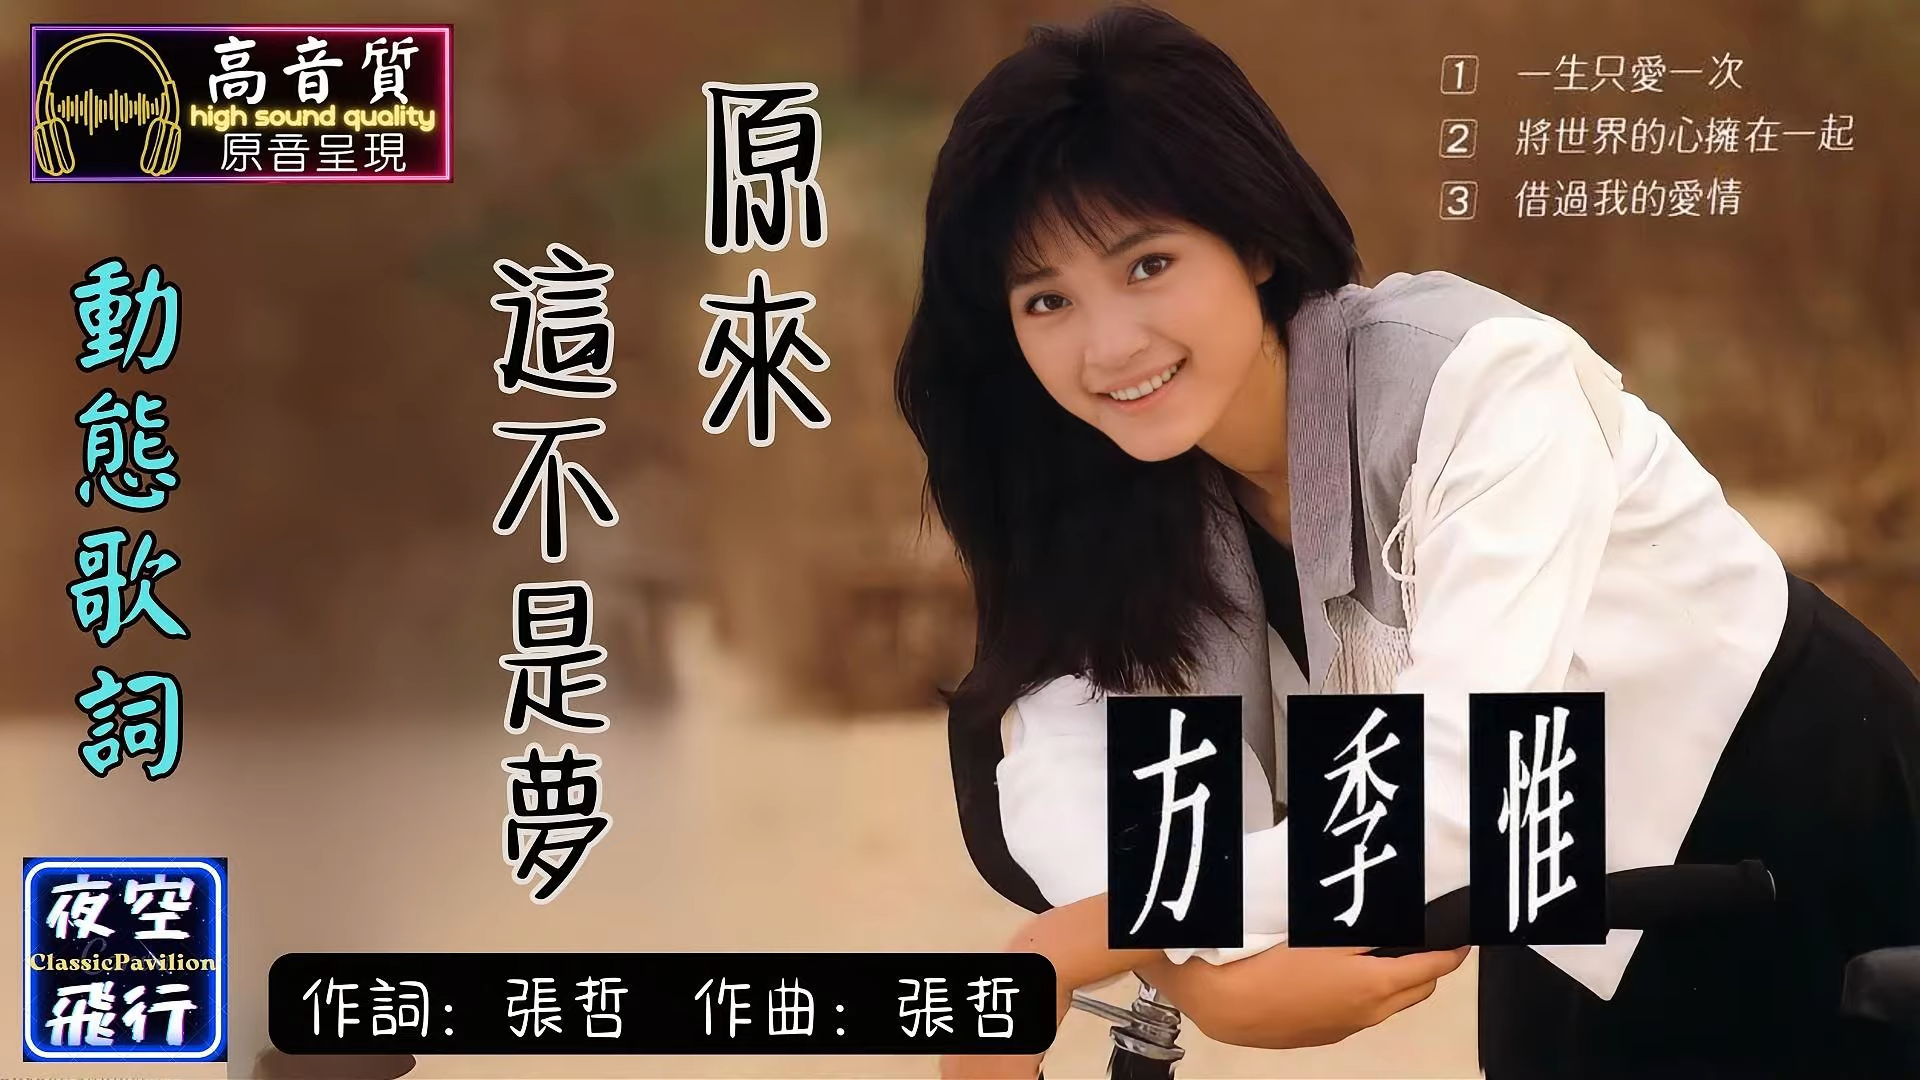 高音質
high sound quality
原音呈現
動態歌詞
原來
這不是夢
1 一生只愛一次
2 將世界的心擁在一起
3 借過我的愛情
方季惟
夜空
ClassicPavilion
飛行
作詞: 張哲 作曲: 張哲